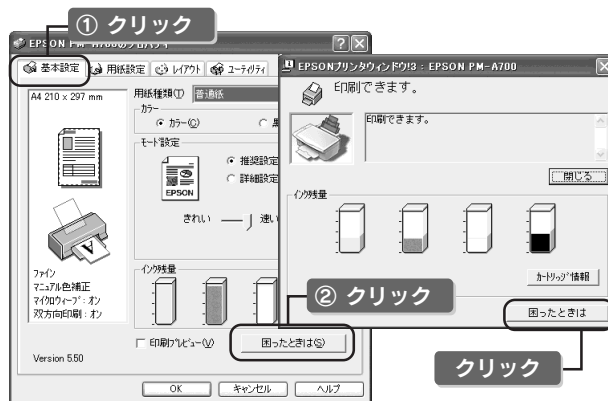 ① クリック
EPSON PM-A700のプロパティ
基本設定
用紙設定
レイアウト
ユーティリティ
A4 210 x 297 mm
用紙種類(T)
普通紙
カラー
カラー(C)
モード設定
推奨設定
詳細設定
EPSON
きれい
速い
ファイン
マニュアル色補正
マイクロウィーブ：オン
双方向印刷：オン
インク残量
印刷プレビュー(V)
困ったときは(S)
Version 5.50
OK
キャンセル
ヘルプ
② クリック
EPSONプリンタウィンドウ!3 : EPSON PM-A700
印刷できます。
印刷できます。
閉じる
インク残量
カートリッジ情報
困ったときは
クリック